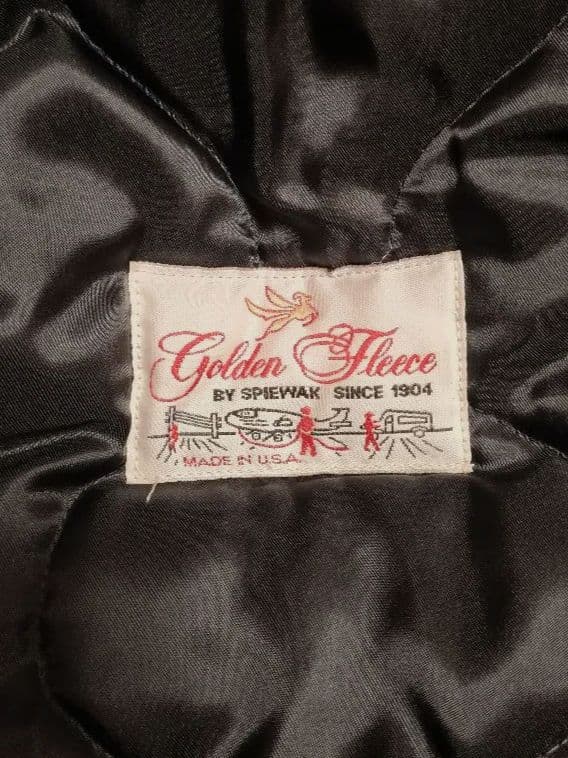 Golden Fleece
BY SPIEWAK SINCE 1904
MADE IN U.S.A.